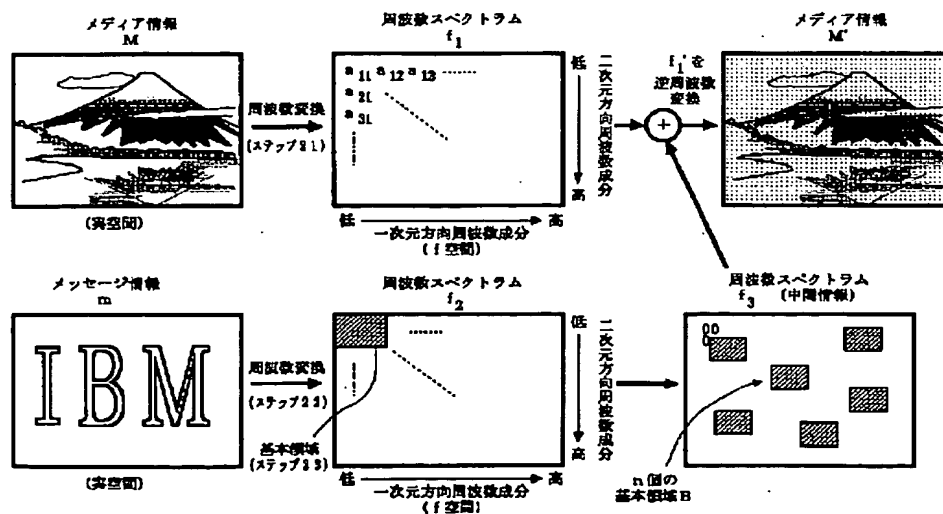 メディア情報
M
周波数スペクトラム
f1
メディア情報
M'
a11 a12 a13
a21
a31
周波数変換
(ステップ21)
低
二次元方向周波数成分
高
f1'を
逆周波数
変換
+
低 高
一次元方向周波数成分
(f空間)
(実空間)
メッセージ情報
m
周波数スペクトラム
f2
周波数スペクトラム
f3 (中間情報)
IBM
周波数変換
(ステップ22)
基本領域
(ステップ23)
低
二次元方向周波数成分
高
00
0
低 高
一次元方向周波数成分
(f空間)
(実空間)
n個の
基本領域B